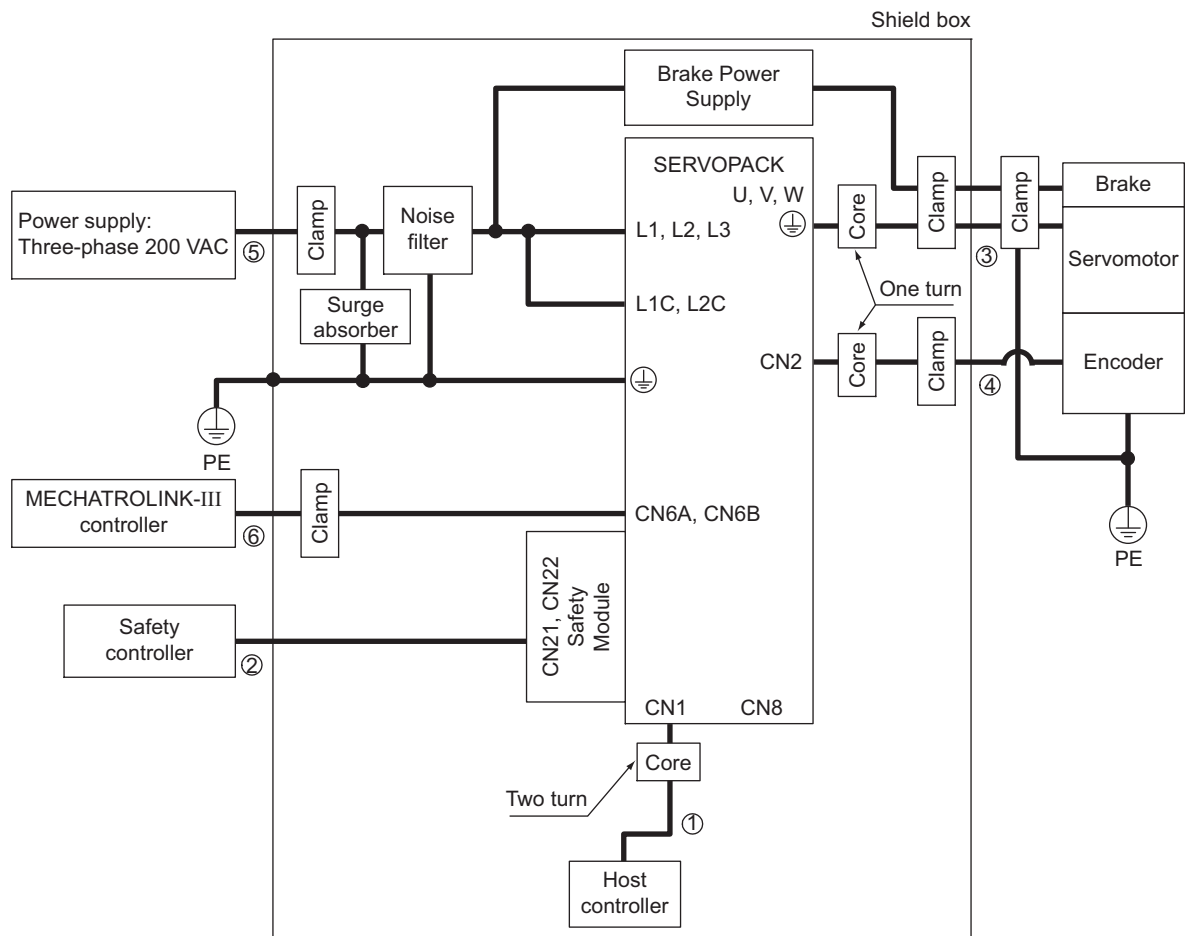 Shield box
Brake Power
Supply
SERVOPACK
U, V, W
Power supply:
Three-phase 200 VAC
⑤
Clamp
Noise
filter
L1, L2, L3
Core
Clamp
③
Clamp
Brake
Servomotor
Surge
absorber
L1C, L2C
One turn
CN2
Core
Clamp
④
Encoder
PE
MECHATROLINK-III
controller
⑥
Clamp
CN6A, CN6B
PE
CN21, CN22
Safety
Module
Safety
controller
②
CN1
CN8
Core
Two turn
①
Host
controller